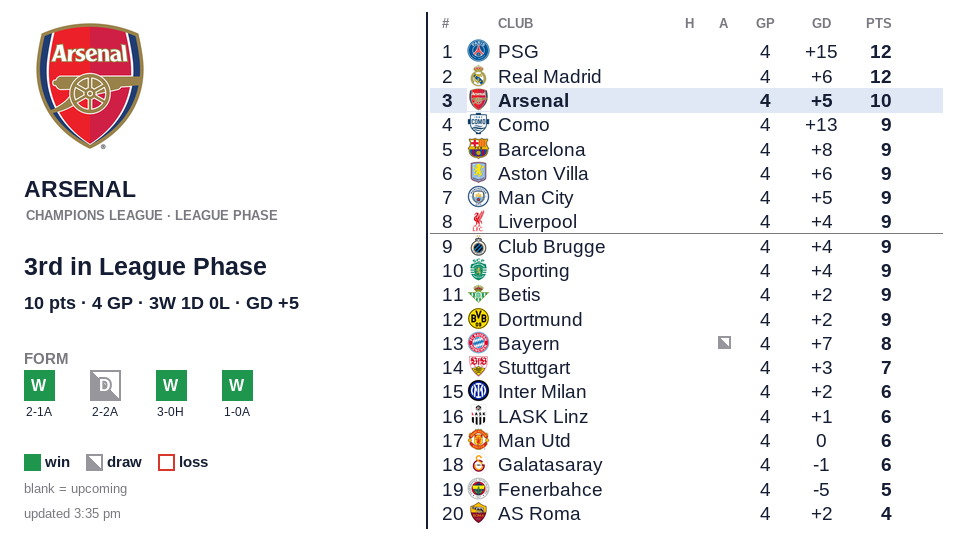 Arsenal
ARSENAL
CHAMPIONS LEAGUE · LEAGUE PHASE
3rd in League Phase
10 pts · 4 GP · 3W 1D 0L · GD +5
FORM
W D W W
2-1A 2-2A 3-0H 1-0A
win draw loss
blank = upcoming
updated 3:35 pm
# CLUB H A GP GD PTS
1 PSG 4 +15 12
2 Real Madrid 4 +6 12
3 Arsenal 4 +5 10
4 Como 4 +13 9
5 Barcelona 4 +8 9
6 Aston Villa 4 +6 9
7 Man City 4 +5 9
8 Liverpool 4 +4 9
9 Club Brugge 4 +4 9
10 Sporting 4 +4 9
11 Betis 4 +2 9
12 Dortmund 4 +2 9
13 Bayern 4 +7 8
14 Stuttgart 4 +3 7
15 Inter Milan 4 +2 6
16 LASK Linz 4 +1 6
17 Man Utd 4 0 6
18 Galatasaray 4 -1 6
19 Fenerbahce 4 -5 5
20 AS Roma 4 +2 4